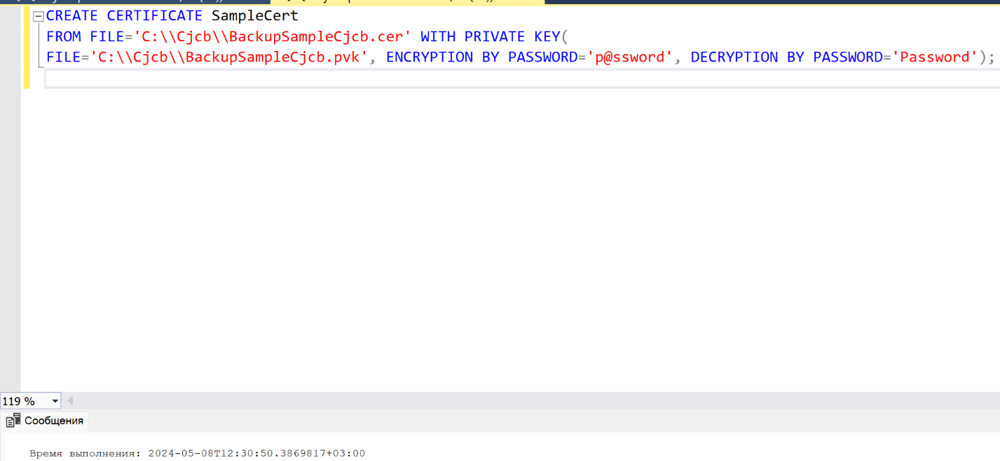 CREATE CERTIFICATE SampleCert
FROM FILE='C:\\Cjcb\\BackupSampleCjcb.cer' WITH PRIVATE KEY(
FILE='C:\\Cjcb\\BackupSampleCjcb.pvk', ENCRYPTION BY PASSWORD='p@ssword', DECRYPTION BY PASSWORD='Password');
119 %
Сообщения
Время выполнения: 2024-05-08T12:30:50.3869817+03:00